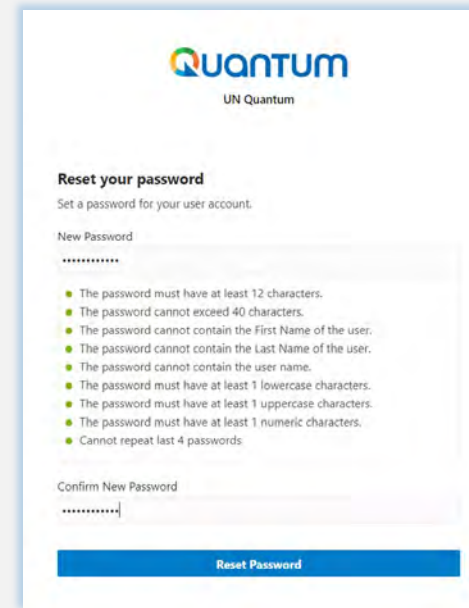 QUANTUM
UN Quantum
Reset your password
Set a password for your user account.
New Password
••••••••••••
The password must have at least 12 characters.
The password cannot exceed 40 characters.
The password cannot contain the First Name of the user.
The password cannot contain the Last Name of the user.
The password cannot contain the user name.
The password must have at least 1 lowercase characters.
The password must have at least 1 uppercase characters.
The password must have at least 1 numeric characters.
Cannot repeat last 4 passwords
Confirm New Password
••••••••••••
Reset Password